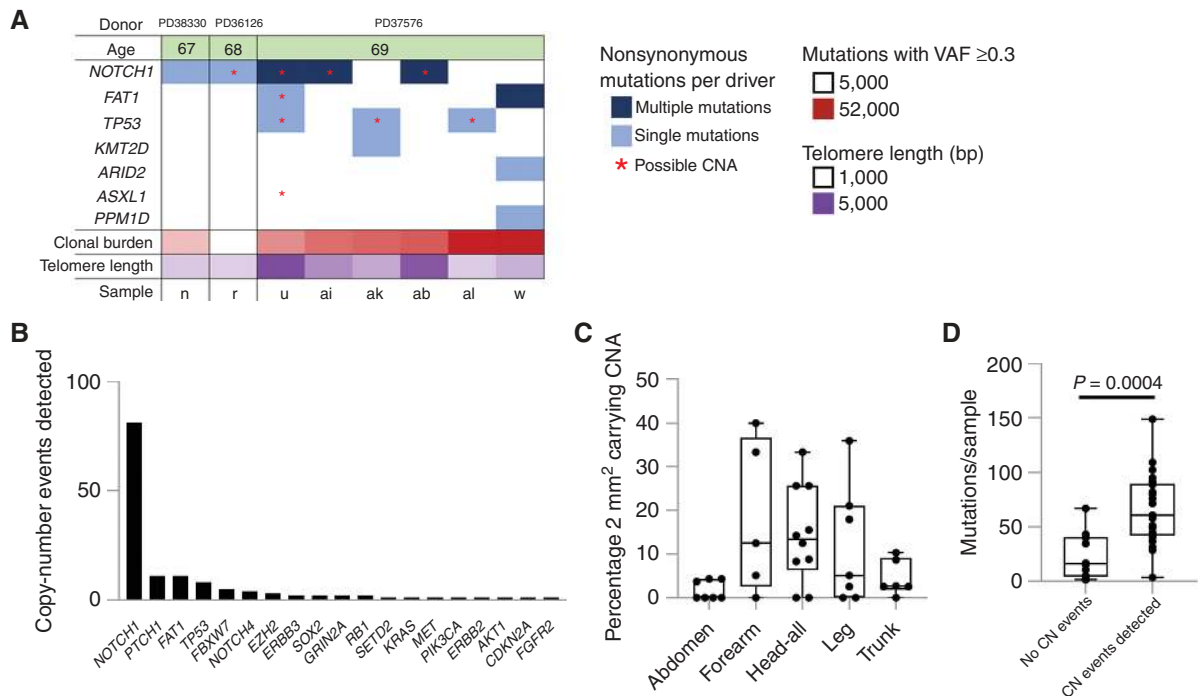 A
Donor PD38330 PD36126 PD37576
Age 67 68 69
NOTCH1 * * * *
FAT1 *
TP53 * * *
KMT2D
ARID2
ASXL1 *
PPM1D
Clonal burden
Telomere length
Sample n r u ai ak ab al w
Nonsynonymous
mutations per driver
Multiple mutations
Single mutations
* Possible CNA
Mutations with VAF ≥0.3
5,000
52,000
Telomere length (bp)
1,000
5,000
B
Copy-number events detected
100
50
0
NOTCH1
PTCH1
FAT1
TP53
FBXW7
NOTCH4
EZH2
ERBB3
SOX2
GRIN2A
RB1
SETD2
KRAS
MET
PIK3CA
ERBB2
AKT1
CDKN2A
FGFR2
C
Percentage 2 mm² carrying CNA
50
40
30
20
10
0
Abdomen
Forearm
Head-all
Leg
Trunk
D
Mutations/sample
200
150
100
50
0
P = 0.0004
No CN events
CN events detected